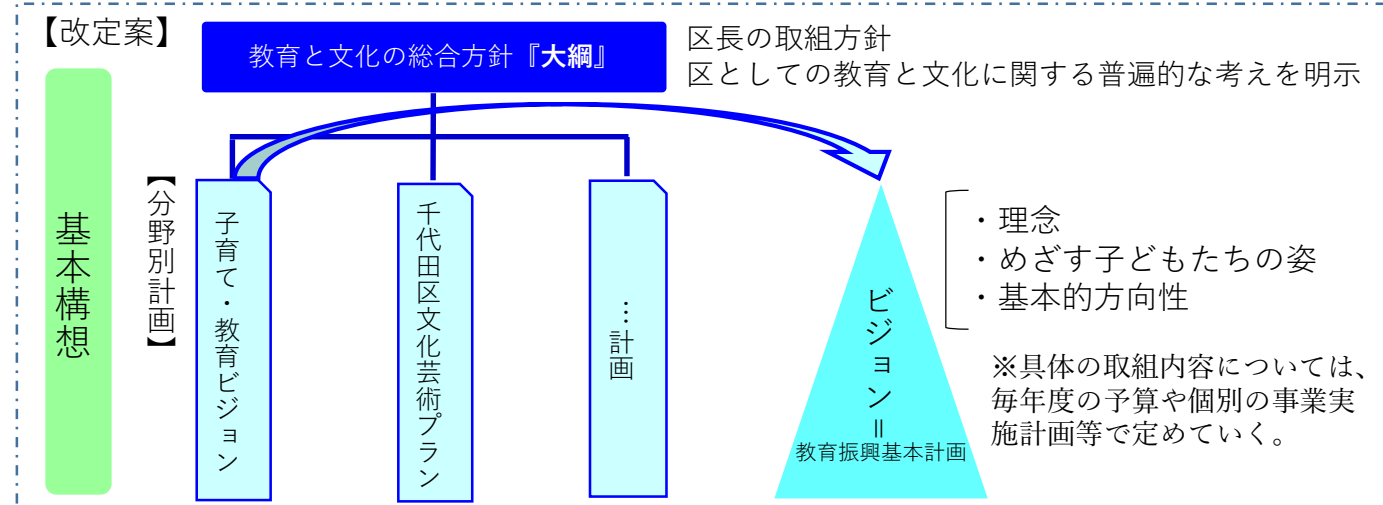 【改定案】
教育と文化の総合方針『大綱』
区長の取組方針
区としての教育と文化に関する普遍的な考えを明示
基本構想
【分野別計画】
子育て・教育ビジョン
千代田区文化芸術プラン
…計画
ビジョン＝
教育振興基本計画
・理念
・めざす子どもたちの姿
・基本的方向性
※具体の取組内容については、
毎年度の予算や個別の事業実
施計画等で定めていく。